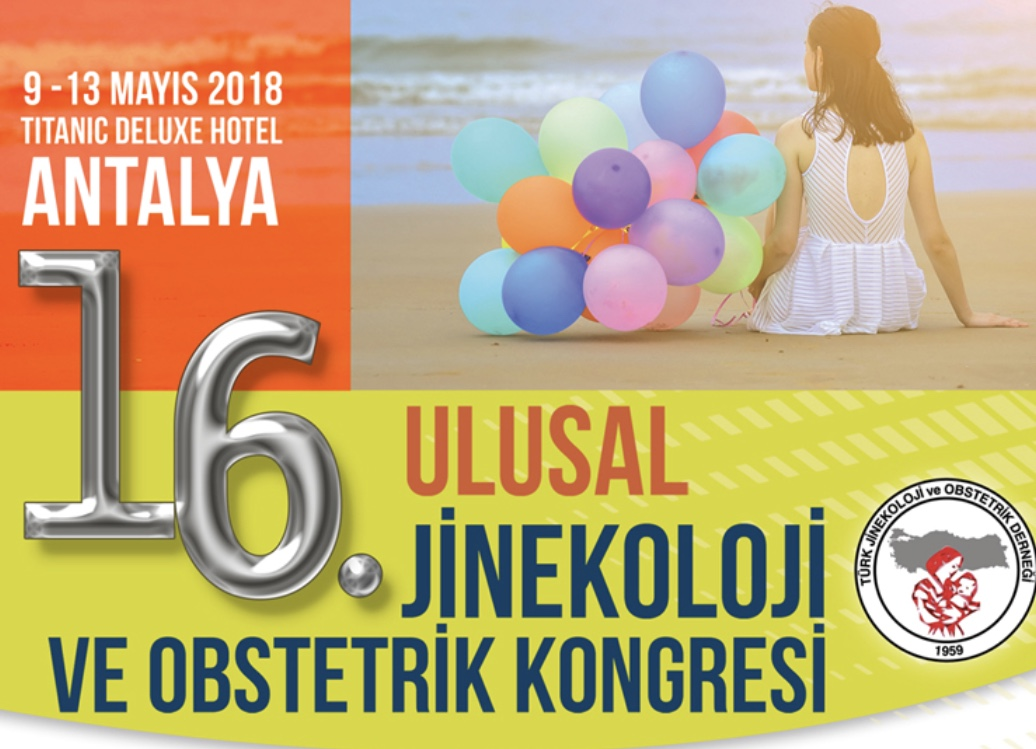 9 -13 MAYIS 2018
TITANIC DELUXE HOTEL
ANTALYA
16.
ULUSAL
JİNEKOLOJİ
VE OBSTETRİK KONGRESİ
TÜRK JİNEKOLOJİ ve OBSTETRİK DERNEĞİ
1959